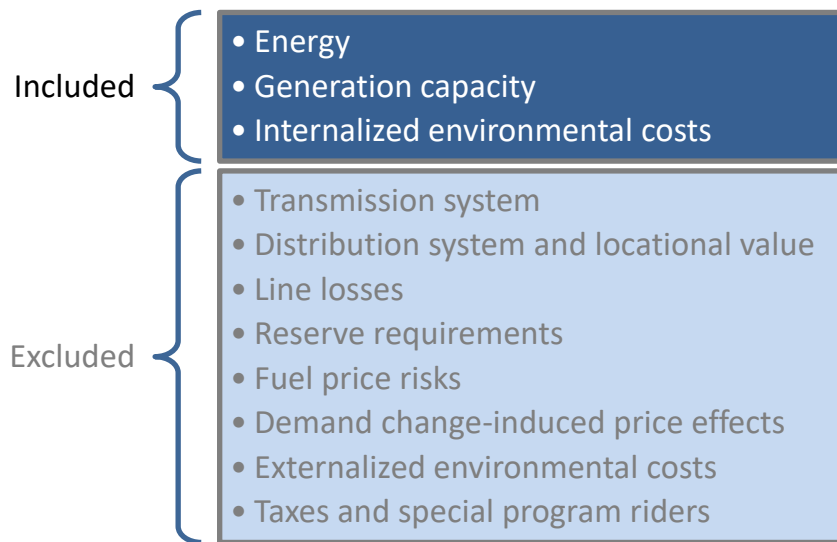 Included
• Energy
• Generation capacity
• Internalized environmental costs
Excluded
• Transmission system
• Distribution system and locational value
• Line losses
• Reserve requirements
• Fuel price risks
• Demand change-induced price effects
• Externalized environmental costs
• Taxes and special program riders